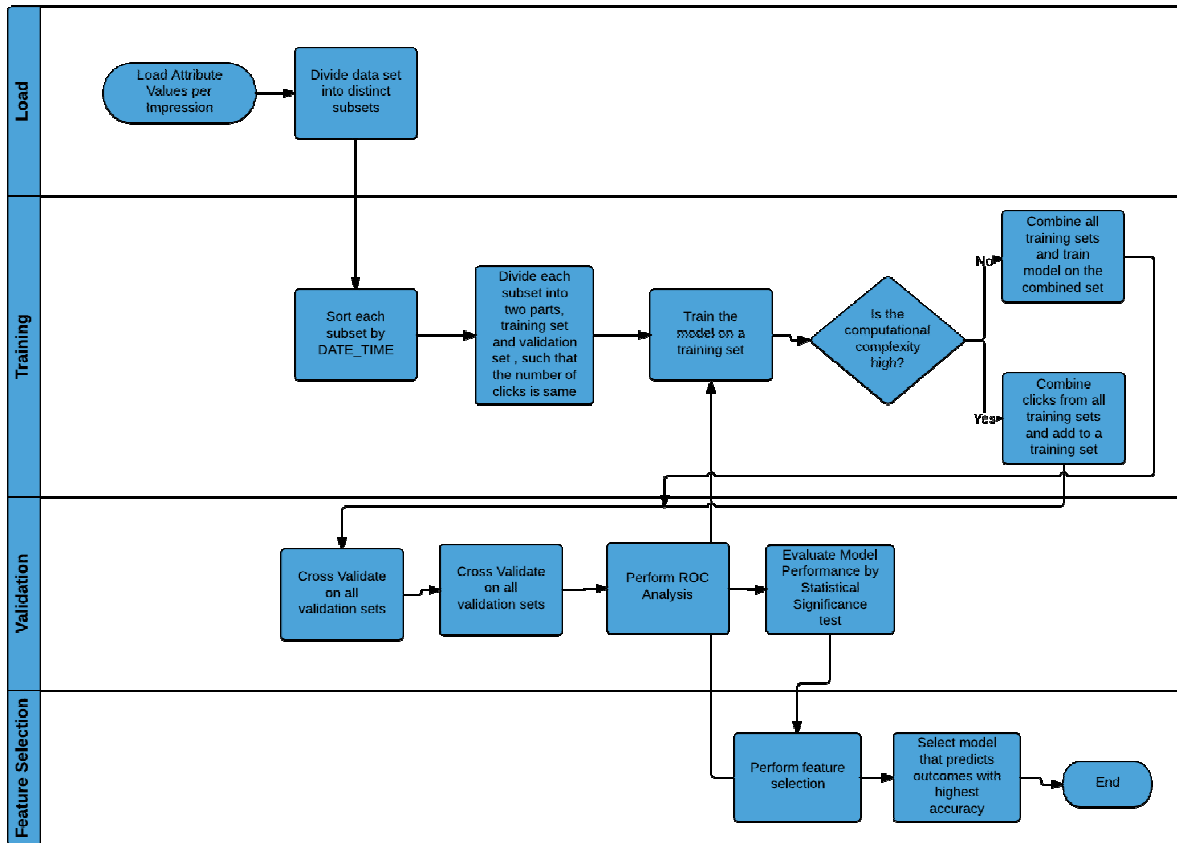 Load
Load Attribute
Values per
Impression
Divide data set
into distinct
subsets
Training
Sort each
subset by
DATE_TIME
Divide each
subset into
two parts,
training set
and validation
set , such that
the number of
clicks is same
Train the
model on a
training set
Is the
computational
complexity
high?
No
Combine all
training sets
and train
model on the
combined set
Yes
Combine
clicks from all
training sets
and add to a
training set
Validation
Cross Validate
on all
validation sets
Cross Validate
on all
validation sets
Perform ROC
Analysis
Evaluate Model
Performance by
Statistical
Significance
test
Feature Selection
Perform feature
selection
Select model
that predicts
outcomes with
highest
accuracy
End